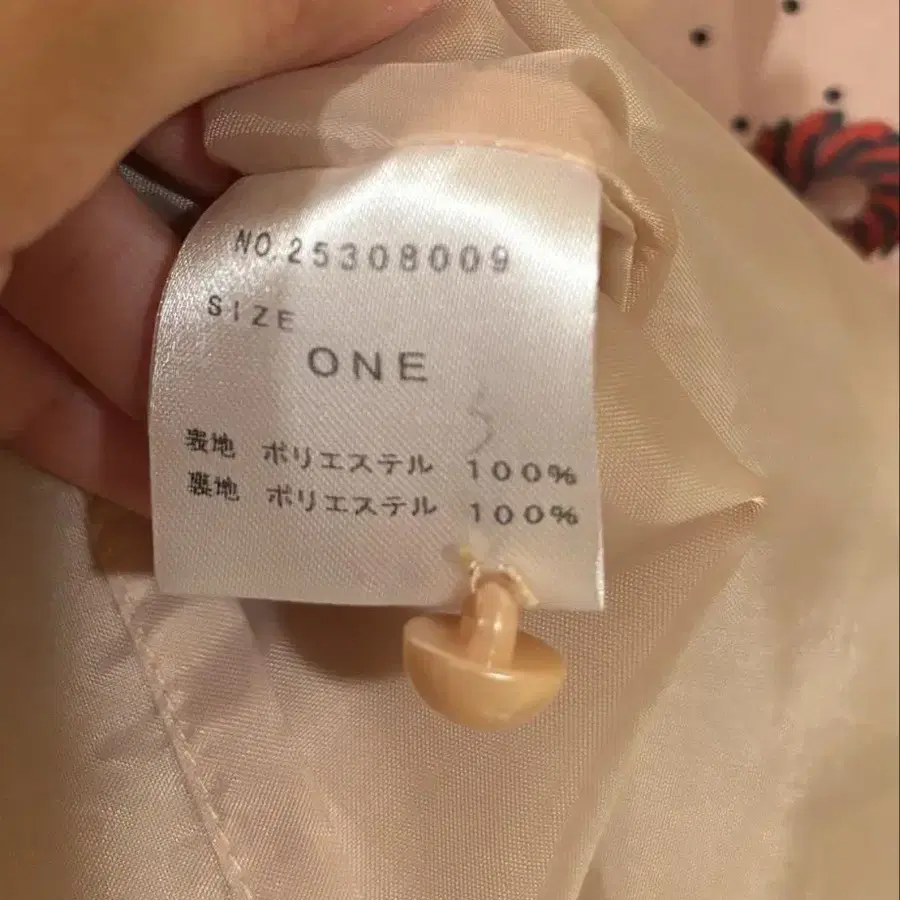 NO.25308009
SIZE
ONE
表地 ポリエステル 100%
裏地 ポリエステル 100%